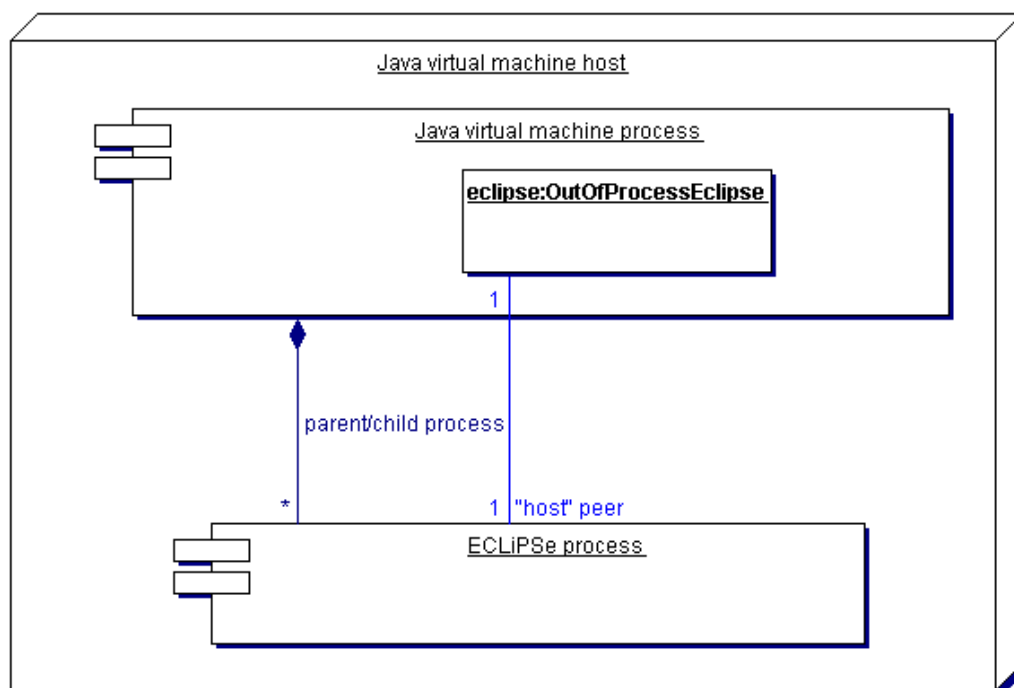 Java virtual machine host
Java virtual machine process
eclipse:OutOfProcessEclipse
1
parent/child process
*
1 "host" peer
ECLiPSe process